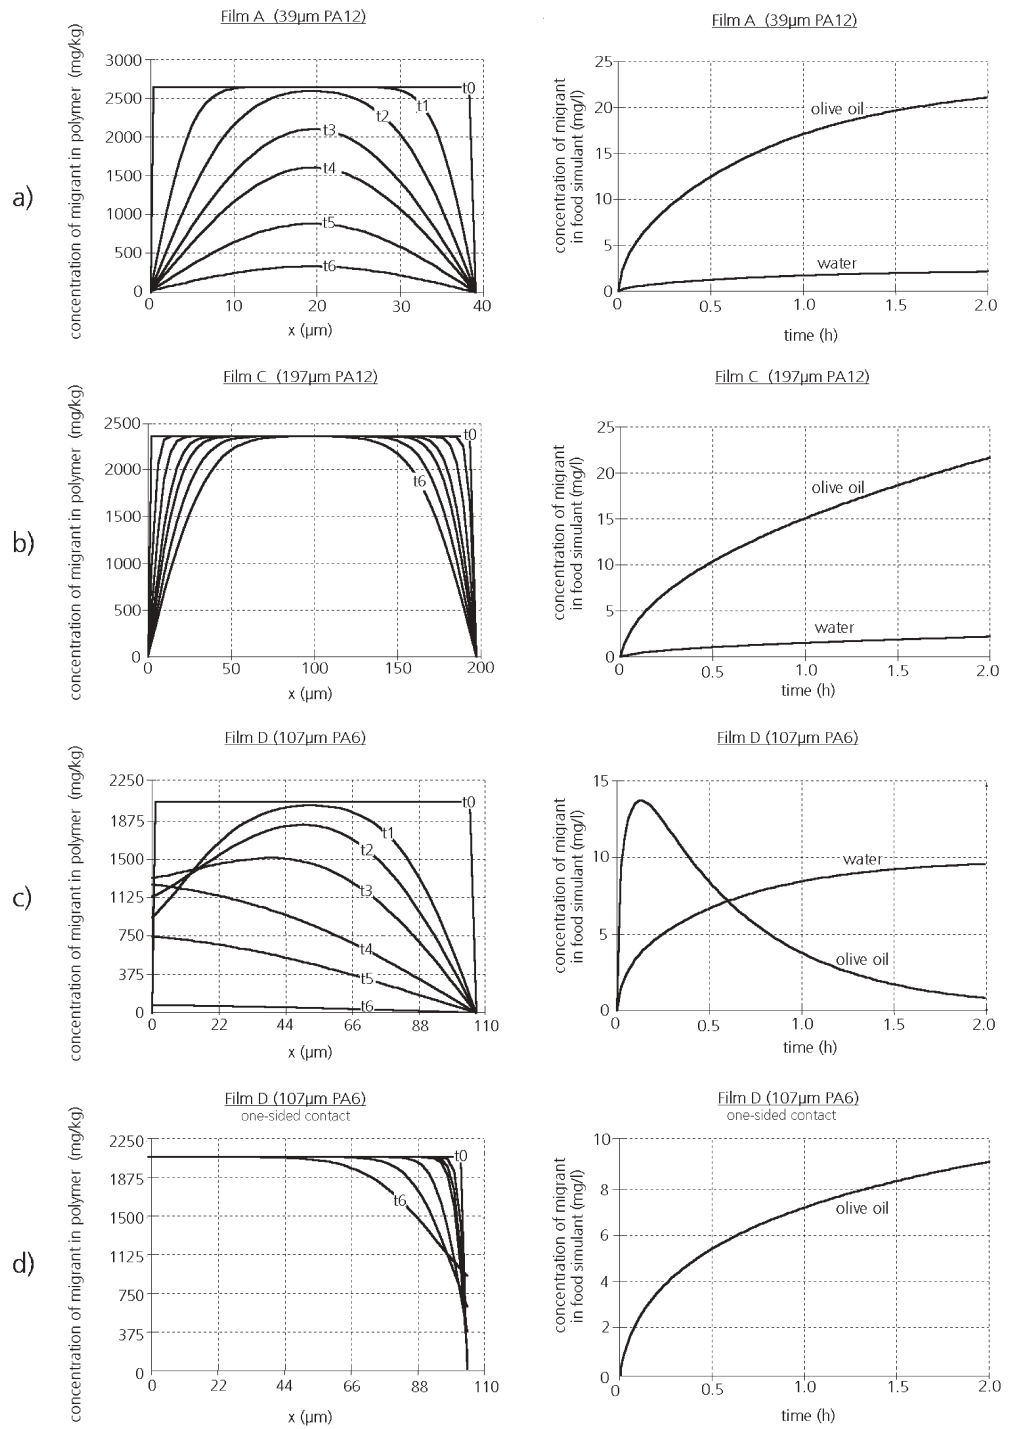 Film A (39µm PA12)
concentration of migrant in polymer (mg/kg)
3000
2500
2000
1500
1000
500
0
t0
t1
t2
t3
t4
t5
t6
0 10 20 30 40
x (µm)
Film A (39µm PA12)
concentration of migrant
in food simulant (mg/l)
25
20
15
10
5
0
olive oil
water
0 0.5 1.0 1.5 2.0
time (h)
a)
Film C (197µm PA12)
concentration of migrant in polymer (mg/kg)
2500
2000
1500
1000
500
0
t0
t6
0 50 100 150 200
x (µm)
Film C (197µm PA12)
concentration of migrant
in food simulant (mg/l)
25
20
15
10
5
0
olive oil
water
0 0.5 1.0 1.5 2.0
time (h)
b)
Film D (107µm PA6)
concentration of migrant in polymer (mg/kg)
2250
1875
1500
1125
750
375
0
t0
t1
t2
t3
t4
t5
t6
0 22 44 66 88 110
x (µm)
Film D (107µm PA6)
concentration of migrant
in food simulant (mg/l)
15
10
5
0
water
olive oil
0 0.5 1.0 1.5 2.0
time (h)
c)
Film D (107µm PA6)
one-sided contact
concentration of migrant in polymer (mg/kg)
2250
1875
1500
1125
750
375
0
t0
t6
0 22 44 66 88 110
x (µm)
Film D (107µm PA6)
one-sided contact
concentration of migrant
in food simulant (mg/l)
10
8
6
4
2
0
olive oil
0 0.5 1.0 1.5 2.0
time (h)
d)